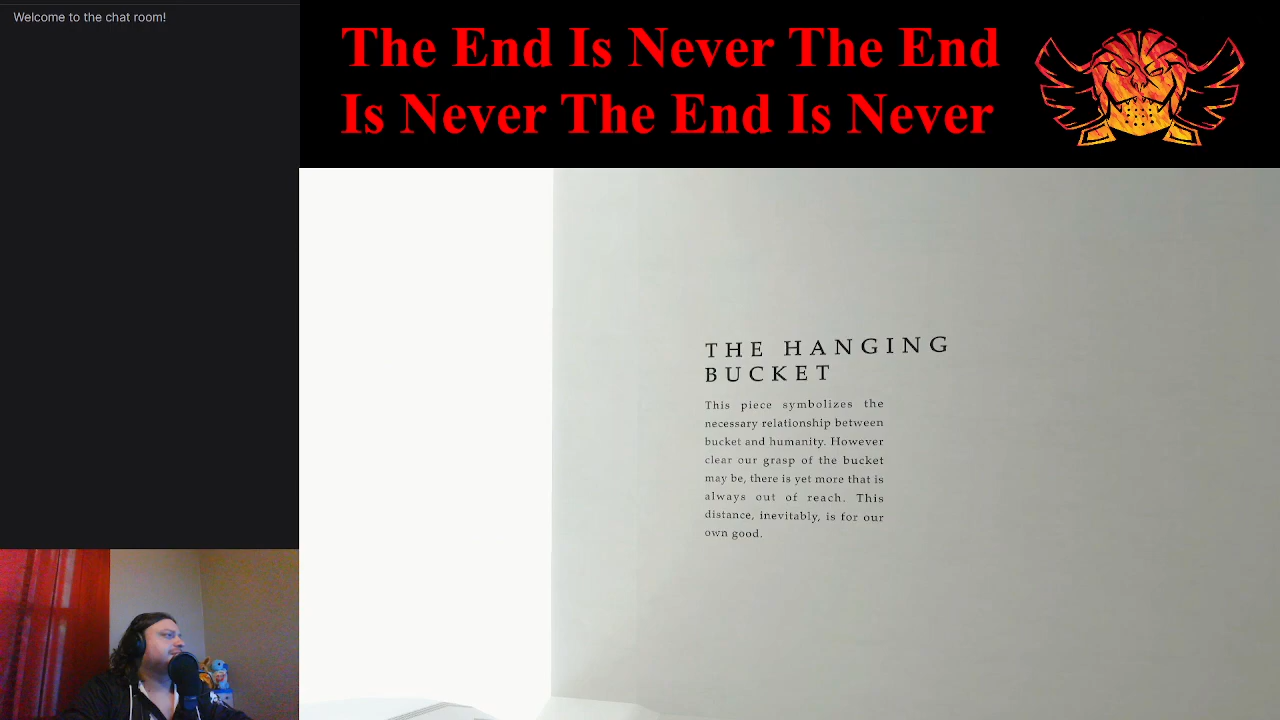 Welcome to the chat room!
The End Is Never The End
Is Never The End Is Never
THE HANGING
BUCKET
This piece symbolizes the
necessary relationship between
bucket and humanity. However
clear our grasp of the bucket
may be, there is yet more that is
always out of reach. This
distance, inevitably, is for our
own good.